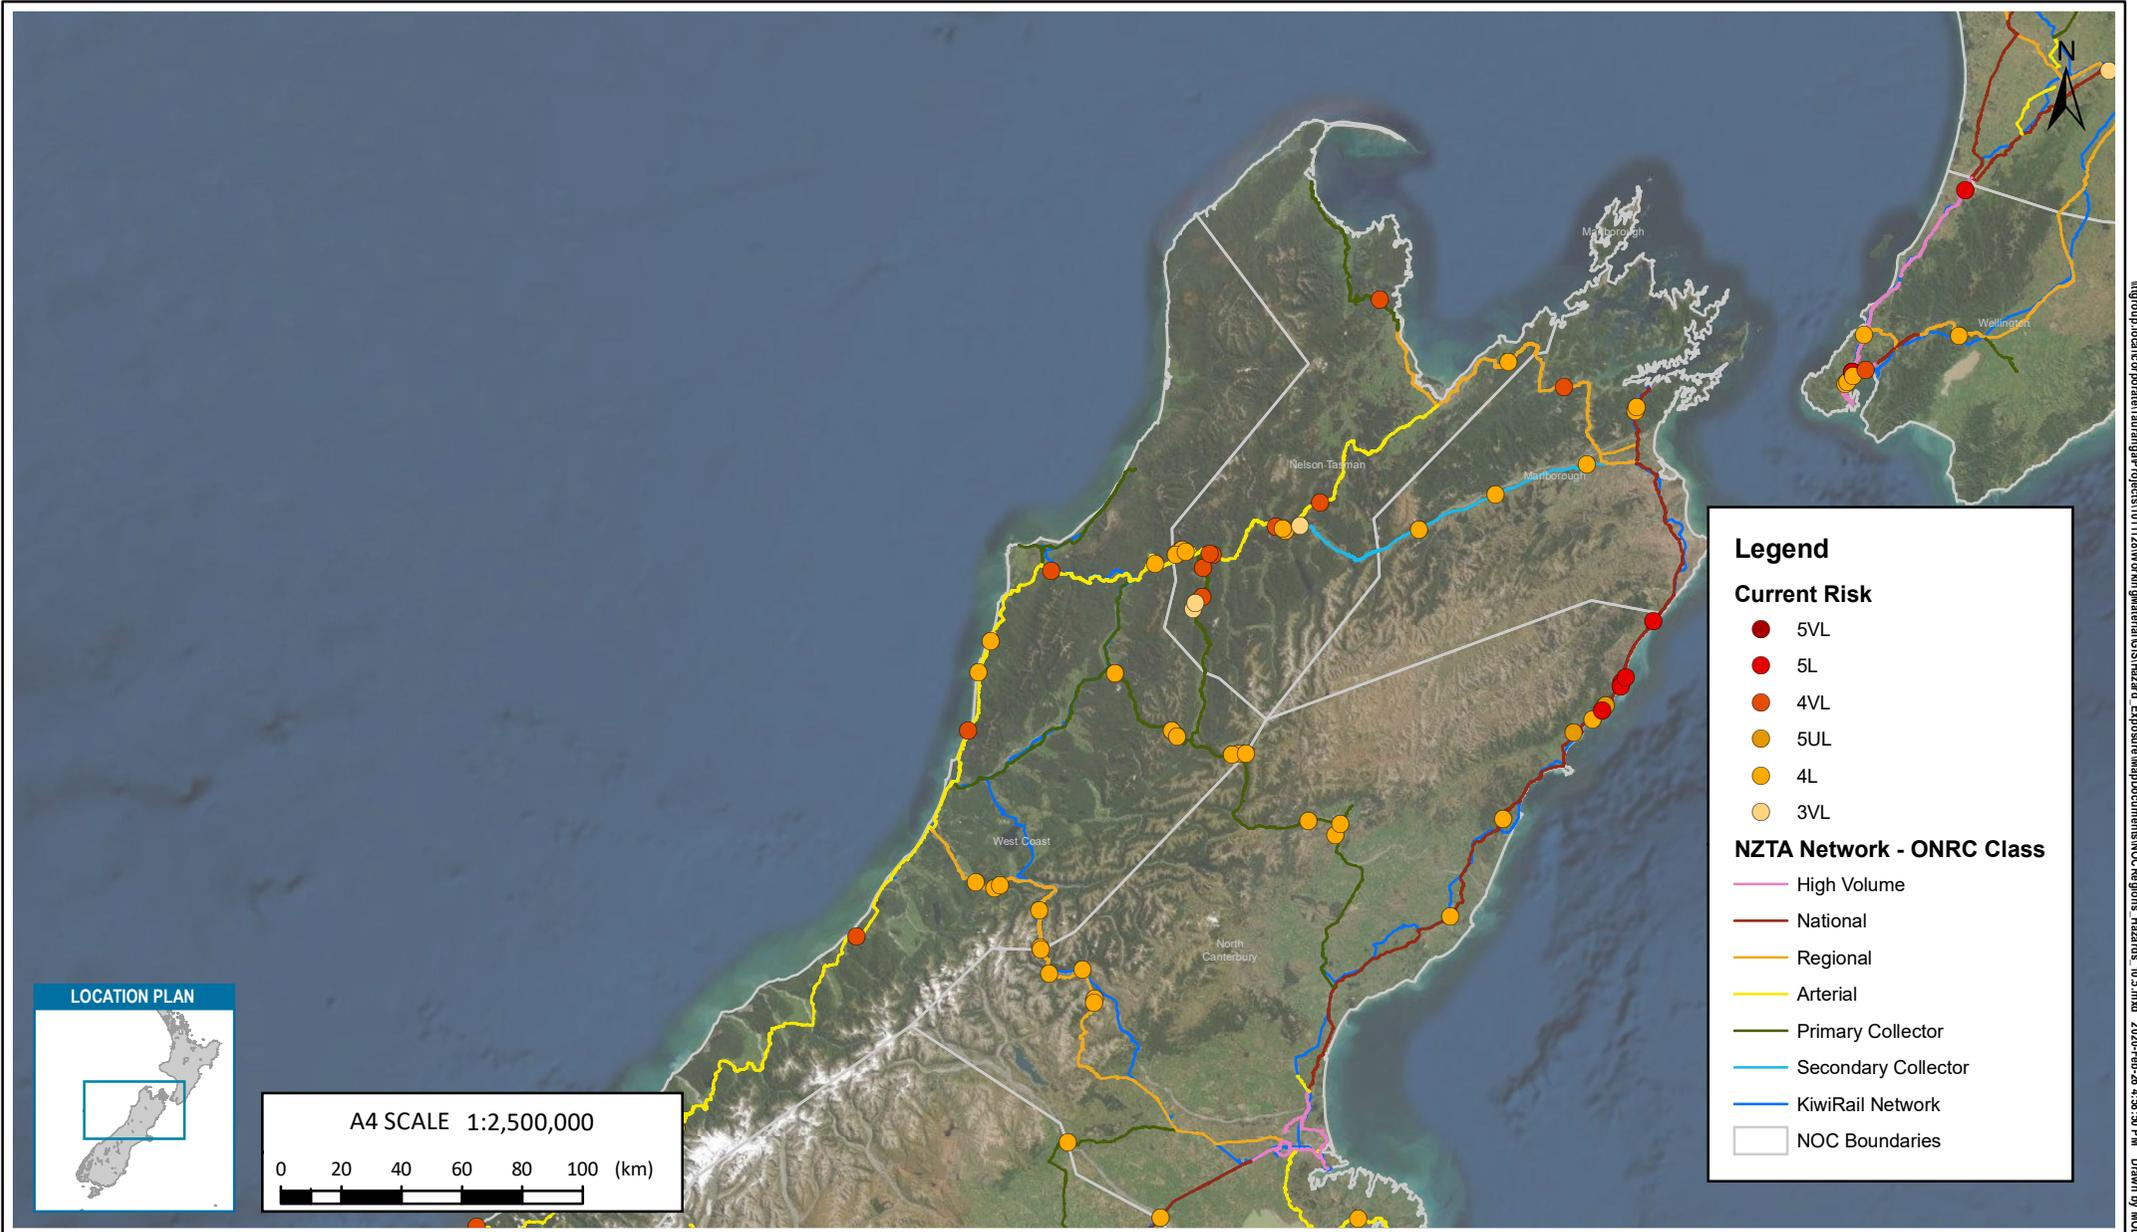 N
Marlborough
Wellington
Nelson-Tasman
Marlborough
West Coast
North
Canterbury
Legend
Current Risk
5VL
5L
4VL
5UL
4L
3VL
NZTA Network - ONRC Class
High Volume
National
Regional
Arterial
Primary Collector
Secondary Collector
KiwiRail Network
NOC Boundaries
LOCATION PLAN
A4 SCALE 1:2,500,000
0 20 40 60 80 100 (km)